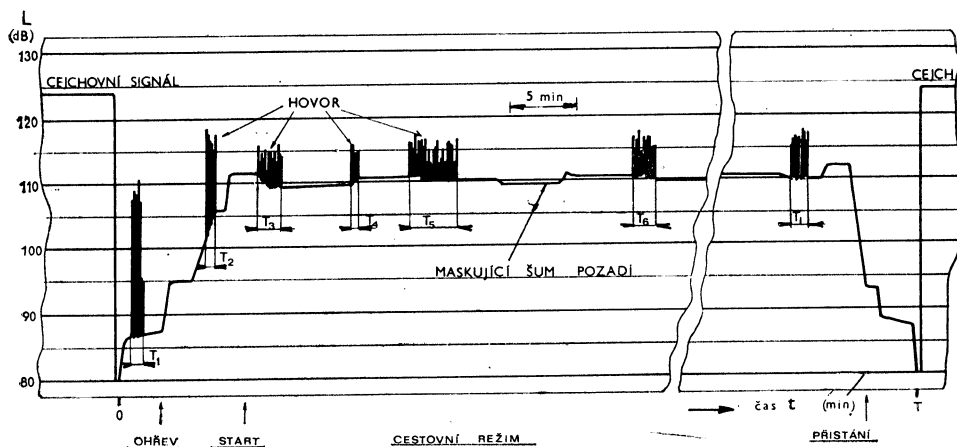 L
(dB)
130
CEJCHOVNÍ SIGNÁL
CEJCH
HOVOR
5 min
120
110
T3
T4
T5
T6
Ti
100
T2
MASKUJÍCÍ ŠUM POZADÍ
90
T1
80
0
čas t (min)
T
OHŘEV
START
CESTOVNÍ REŽIM
PŘISTÁNÍ